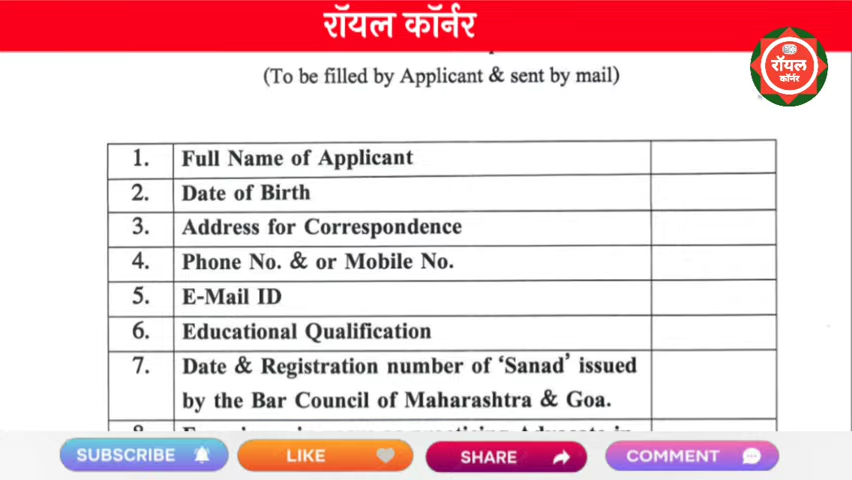 रॉयल कॉर्नर
(To be filled by Applicant & sent by mail)
रॉयल
कॉर्नर
1. Full Name of Applicant
2. Date of Birth
3. Address for Correspondence
4. Phone No. & or Mobile No.
5. E-Mail ID
6. Educational Qualification
7. Date & Registration number of ‘Sanad’ issued
by the Bar Council of Maharashtra & Goa.
SUBSCRIBE LIKE SHARE COMMENT